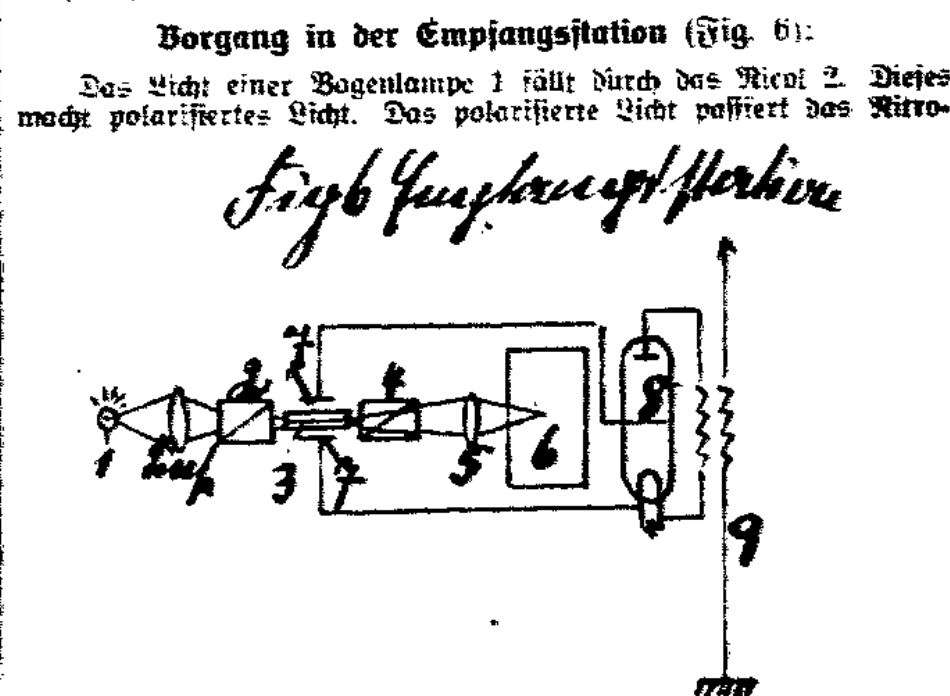 Vorgang in der Empfangsstation (Fig. 6):
Das Licht einer Bogenlampe 1 fällt durch das Nicol 2. Dieses
macht polarisiertes Licht. Das polarisierte Licht passiert das Nitro-
Fig 6 Empfangsstation
7
2 4 8
6
1 3 7 5
9